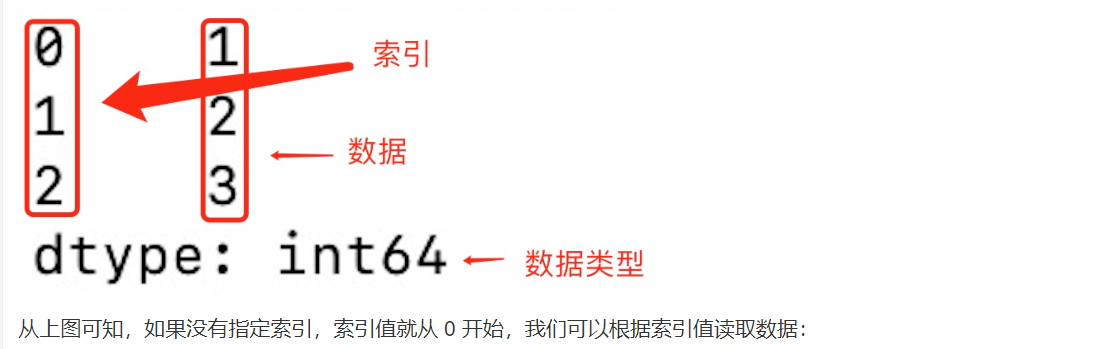 0 1 索引
1 2
数据
2 3
dtype: int64 数据类型
从上图可知，如果没有指定索引，索引值就从 0 开始，我们可以根据索引值读取数据：